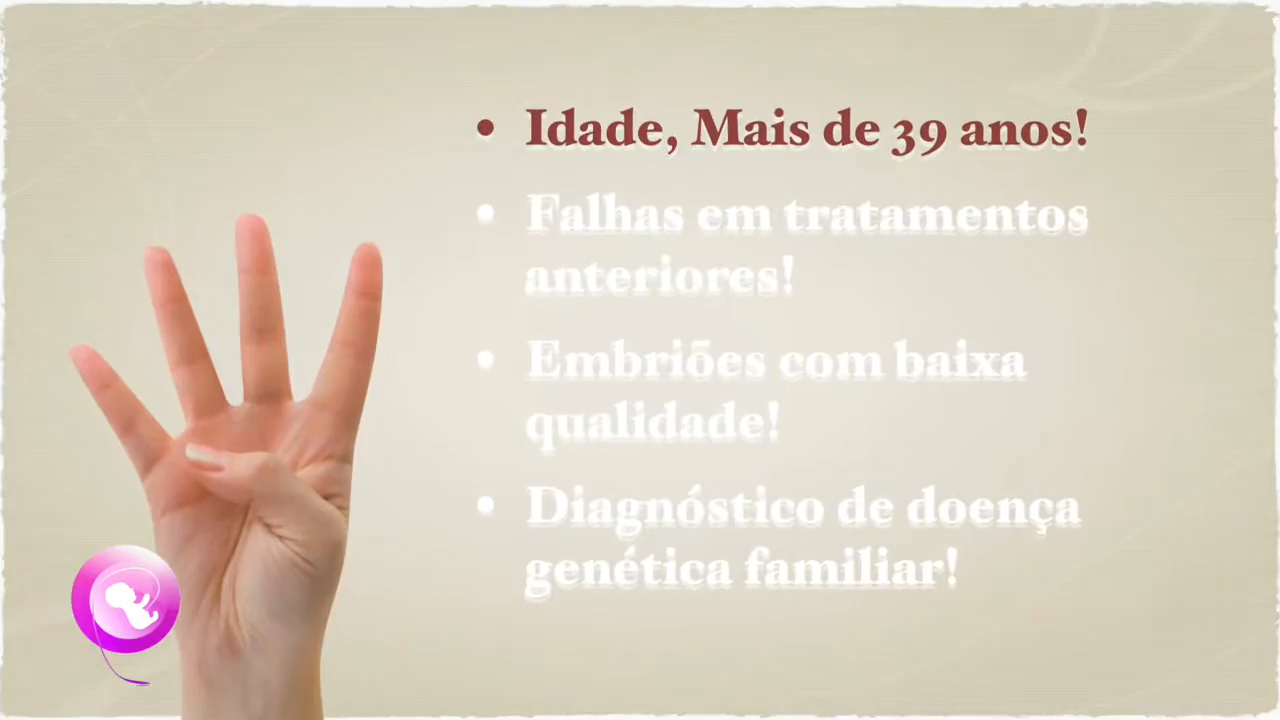 • Idade, Mais de 39 anos!
• Falhas em tratamentos
anteriores!
• Embriões com baixa
qualidade!
• Diagnóstico de doença
genética familiar!